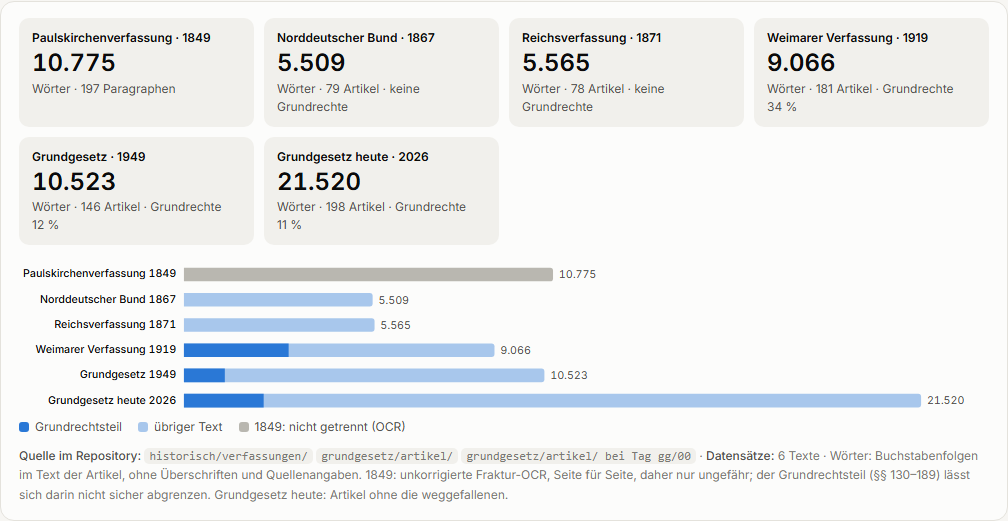 Paulskirchenverfassung · 1849
10.775
Wörter · 197 Paragraphen
Norddeutscher Bund · 1867
5.509
Wörter · 79 Artikel · keine
Grundrechte
Reichsverfassung · 1871
5.565
Wörter · 78 Artikel · keine
Grundrechte
Weimarer Verfassung · 1919
9.066
Wörter · 181 Artikel · Grundrechte
34 %
Grundgesetz · 1949
10.523
Wörter · 146 Artikel · Grundrechte
12 %
Grundgesetz heute · 2026
21.520
Wörter · 198 Artikel · Grundrechte
11 %
Paulskirchenverfassung 1849 10.775
Norddeutscher Bund 1867 5.509
Reichsverfassung 1871 5.565
Weimarer Verfassung 1919 9.066
Grundgesetz 1949 10.523
Grundgesetz heute 2026 21.520
Grundrechtsteil übriger Text 1849: nicht getrennt (OCR)
Quelle im Repository: historisch/verfassungen/ grundgesetz/artikel/ grundgesetz/artikel/ bei Tag gg/00 · Datensätze: 6 Texte · Wörter: Buchstabenfolgen
im Text der Artikel, ohne Überschriften und Quellenangaben. 1849: unkorrigierte Fraktur-OCR, Seite für Seite, daher nur ungefähr; der Grundrechtsteil (§§ 130–189) lässt
sich darin nicht sicher abgrenzen. Grundgesetz heute: Artikel ohne die weggefallenen.